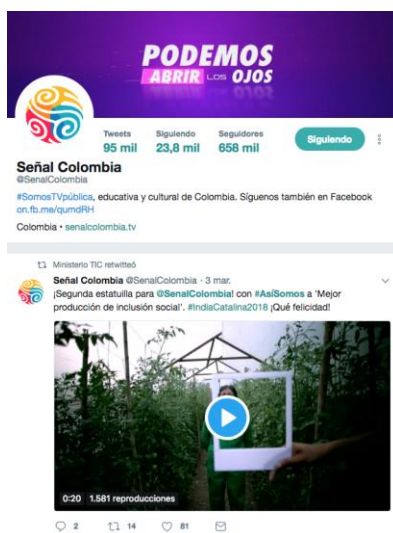 PODEMOS
ABRIR LOS OJOS
Tweets Siguiendo Seguidores
95 mil 23,8 mil 658 mil
Siguiendo
Señal Colombia
@SenalColombia
#SomosTVpública, educativa y cultural de Colombia. Síguenos también en Facebook
on.fb.me/qumdRH
Colombia • senalcolombia.tv
Ministerio TIC retwitteó
Señal Colombia @SenalColombia · 3 mar.
¡Segunda estatuilla para @SenalColombia! con #AsíSomos a 'Mejor
producción de inclusión social'. #IndiaCatalina2018 ¡Qué felicidad!
0:20 1.581 reproducciones
2 14 81